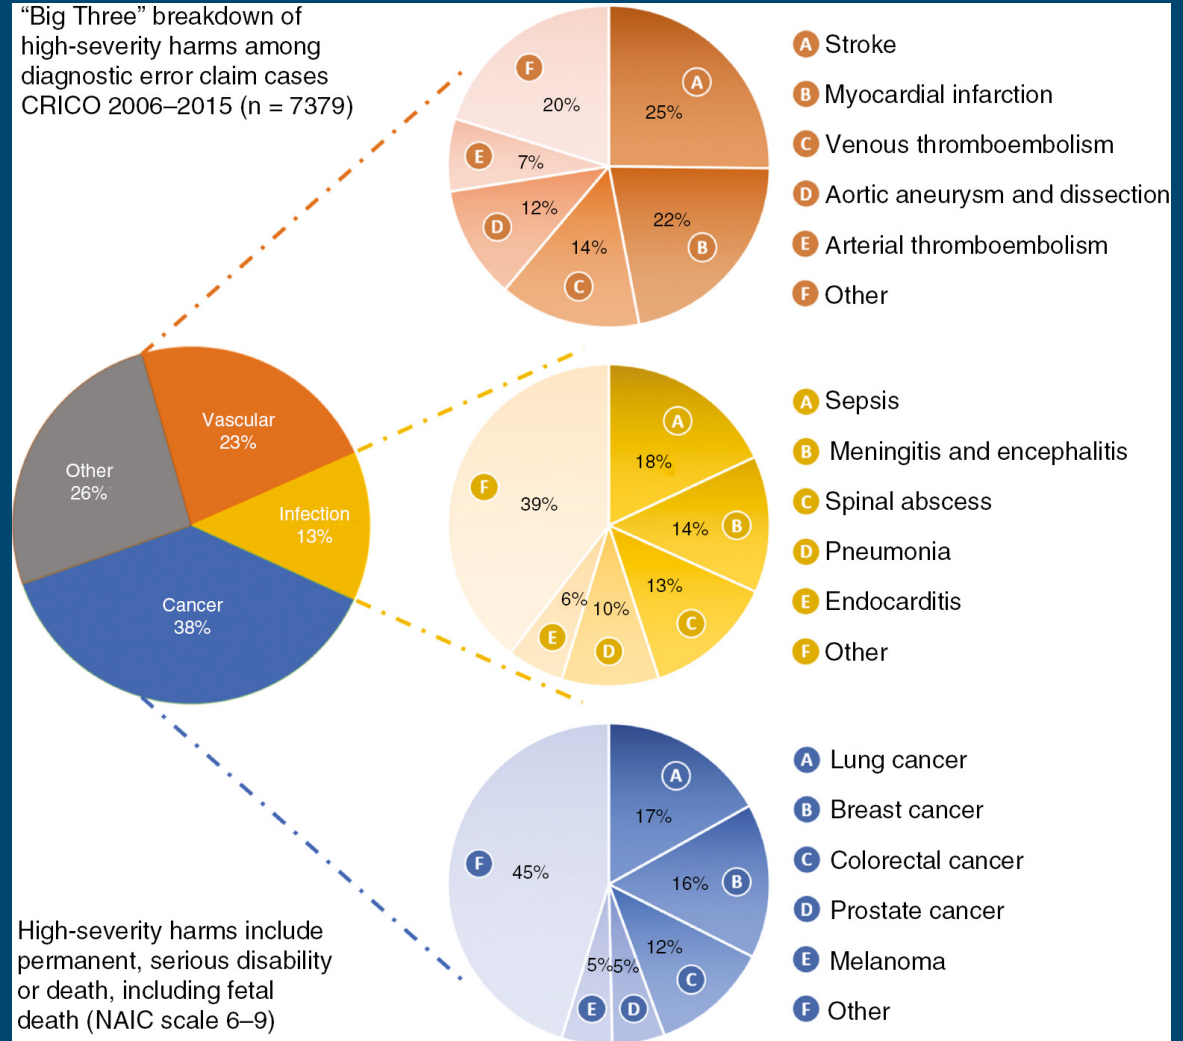 “Big Three” breakdown of
high-severity harms among
diagnostic error claim cases
CRICO 2006–2015 (n = 7379)
Vascular
23%
Other
26%
Infection
13%
Cancer
38%
A
25%
22%
B
14%
C
12%
D
E
7%
F
20%
A Stroke
B Myocardial infarction
C Venous thromboembolism
D Aortic aneurysm and dissection
E Arterial thromboembolism
F Other
A
18%
14% B
13%
C
10%
D
6%
E
F
39%
A Sepsis
B Meningitis and encephalitis
C Spinal abscess
D Pneumonia
E Endocarditis
F Other
A
17%
16% B
12%
C
5%
D
5%
E
F
45%
A Lung cancer
B Breast cancer
C Colorectal cancer
D Prostate cancer
E Melanoma
F Other
High-severity harms include
permanent, serious disability
or death, including fetal
death (NAIC scale 6–9)